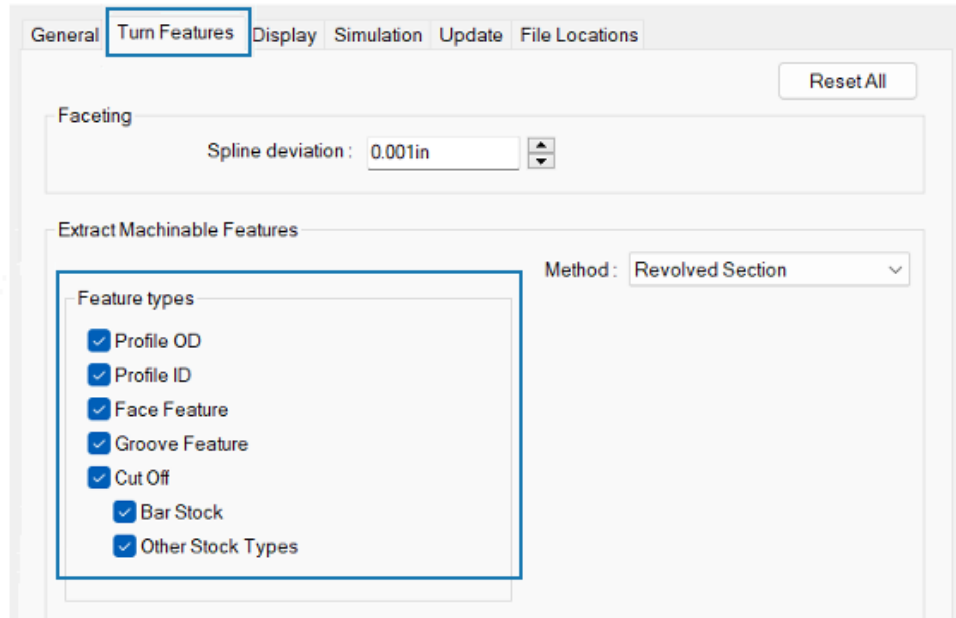 General Turn Features Display Simulation Update File Locations
Reset All
Faceting
Spline deviation : 0.001in
Extract Machinable Features
Method : Revolved Section
Feature types
Profile OD
Profile ID
Face Feature
Groove Feature
Cut Off
Bar Stock
Other Stock Types